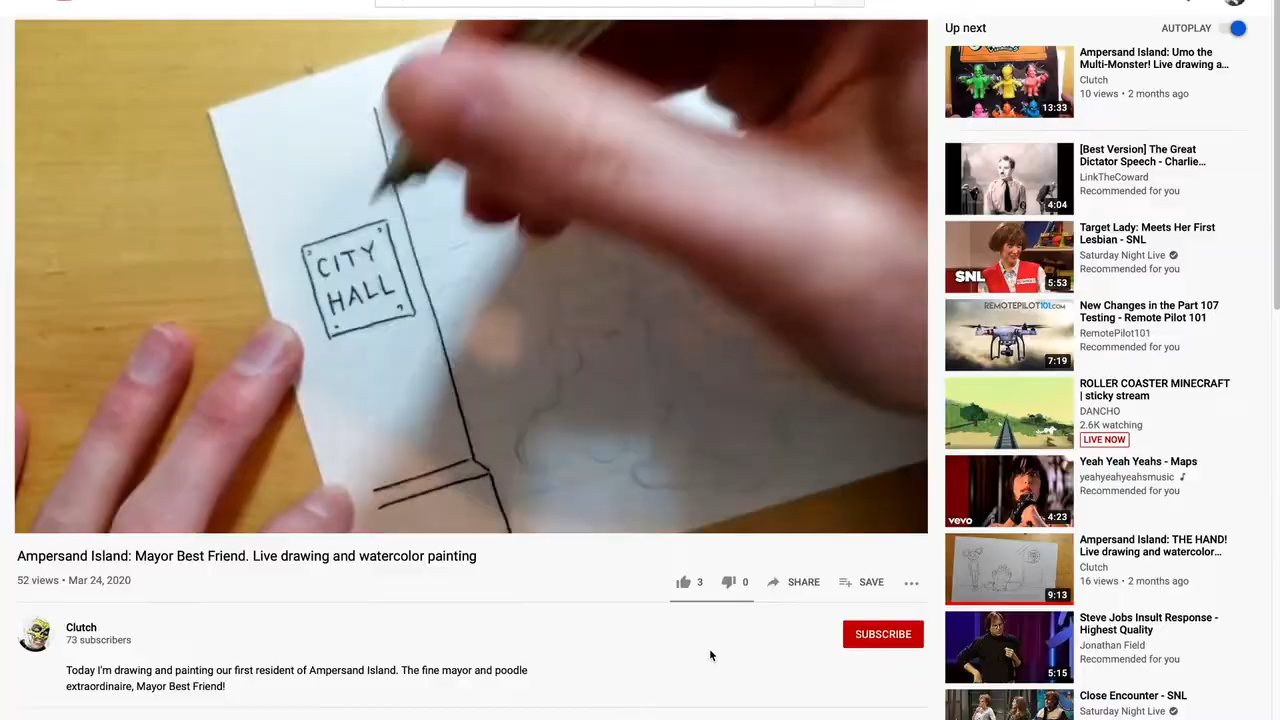 CITY
HALL
Ampersand Island: Mayor Best Friend. Live drawing and watercolor painting
52 views • Mar 24, 2020
3
0
SHARE
SAVE
Clutch
73 subscribers
SUBSCRIBE
Today I'm drawing and painting our first resident of Ampersand Island. The fine mayor and poodle
extraordinaire, Mayor Best Friend!
Up next
AUTOPLAY
13:33
Ampersand Island: Umo the
Multi-Monster! Live drawing a...
Clutch
10 views • 2 months ago
4:04
[Best Version] The Great
Dictator Speech - Charlie...
LinkTheCoward
Recommended for you
SNL
5:53
Target Lady: Meets Her First
Lesbian - SNL
Saturday Night Live
Recommended for you
REMOTEPILOT101.COM
7:19
New Changes in the Part 107
Testing - Remote Pilot 101
RemotePilot101
Recommended for you
ROLLER COASTER MINECRAFT
| sticky stream
DANCHO
2.6K watching
LIVE NOW
vevo
4:23
Yeah Yeah Yeahs - Maps
yeahyeahyeahsmusic
Recommended for you
9:13
Ampersand Island: THE HAND!
Live drawing and watercolor...
Clutch
16 views • 2 months ago
5:15
Steve Jobs Insult Response -
Highest Quality
Jonathan Field
Recommended for you
Close Encounter - SNL
Saturday Night Live